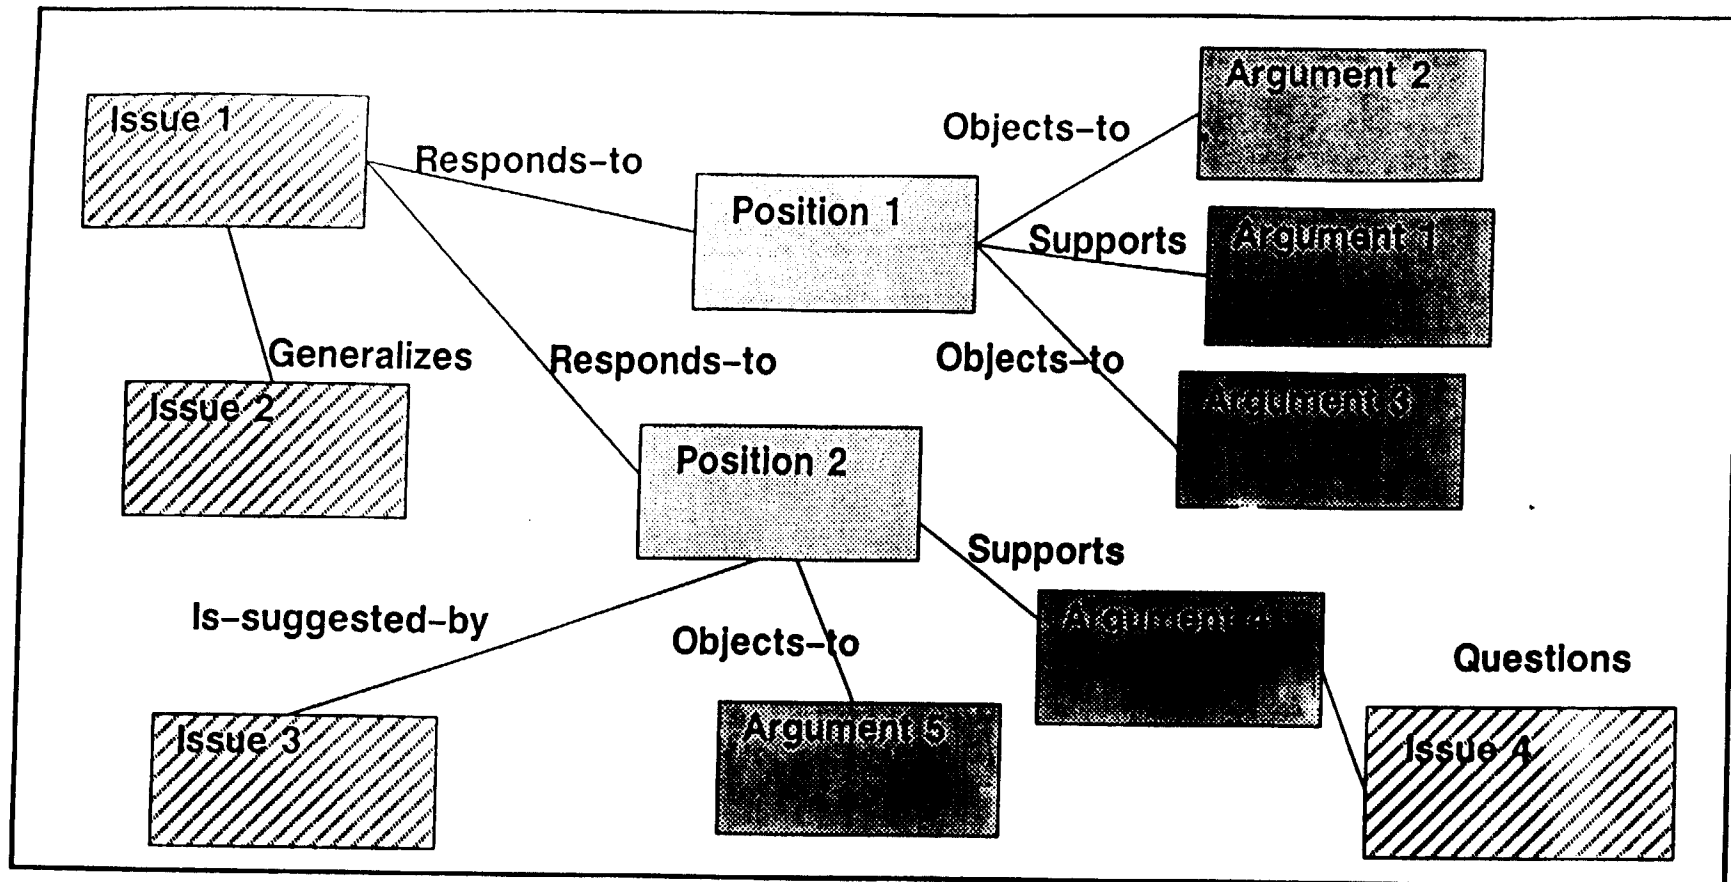 Argument 2
Issue 1
Objects-to
Responds-to
Position 1
Supports
Argument 1
Generalizes
Responds-to
Objects-to
Issue 2
Argument 3
Position 2
Supports
Is-suggested-by
Objects-to
Argument 4
Questions
Issue 3
Argument 5
Issue 4